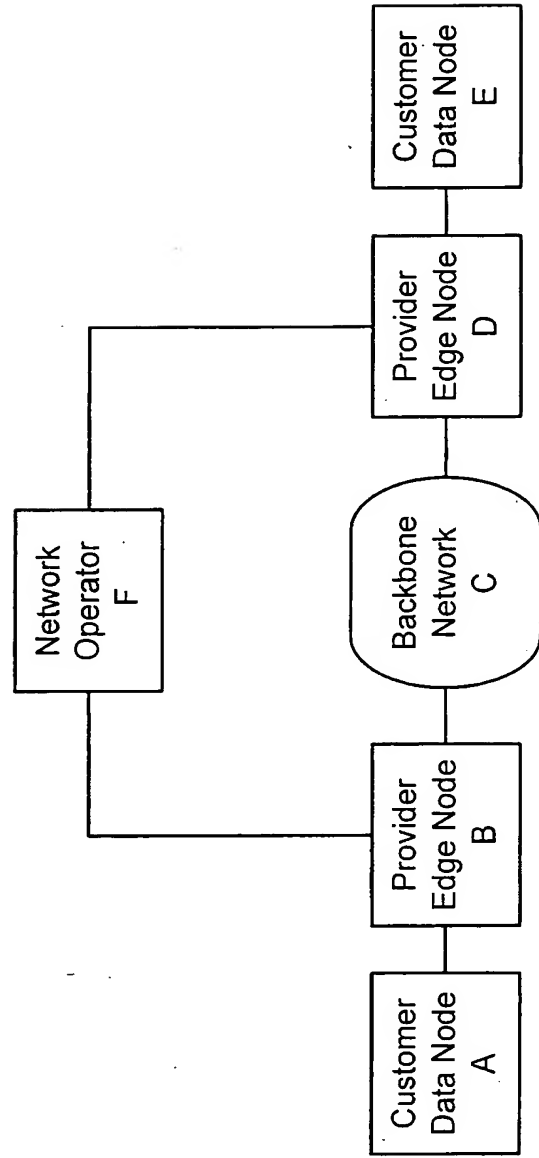 Network
Operator
F
Customer
Data Node
A
Provider
Edge Node
B
Backbone
Network
C
Provider
Edge Node
D
Customer
Data Node
E